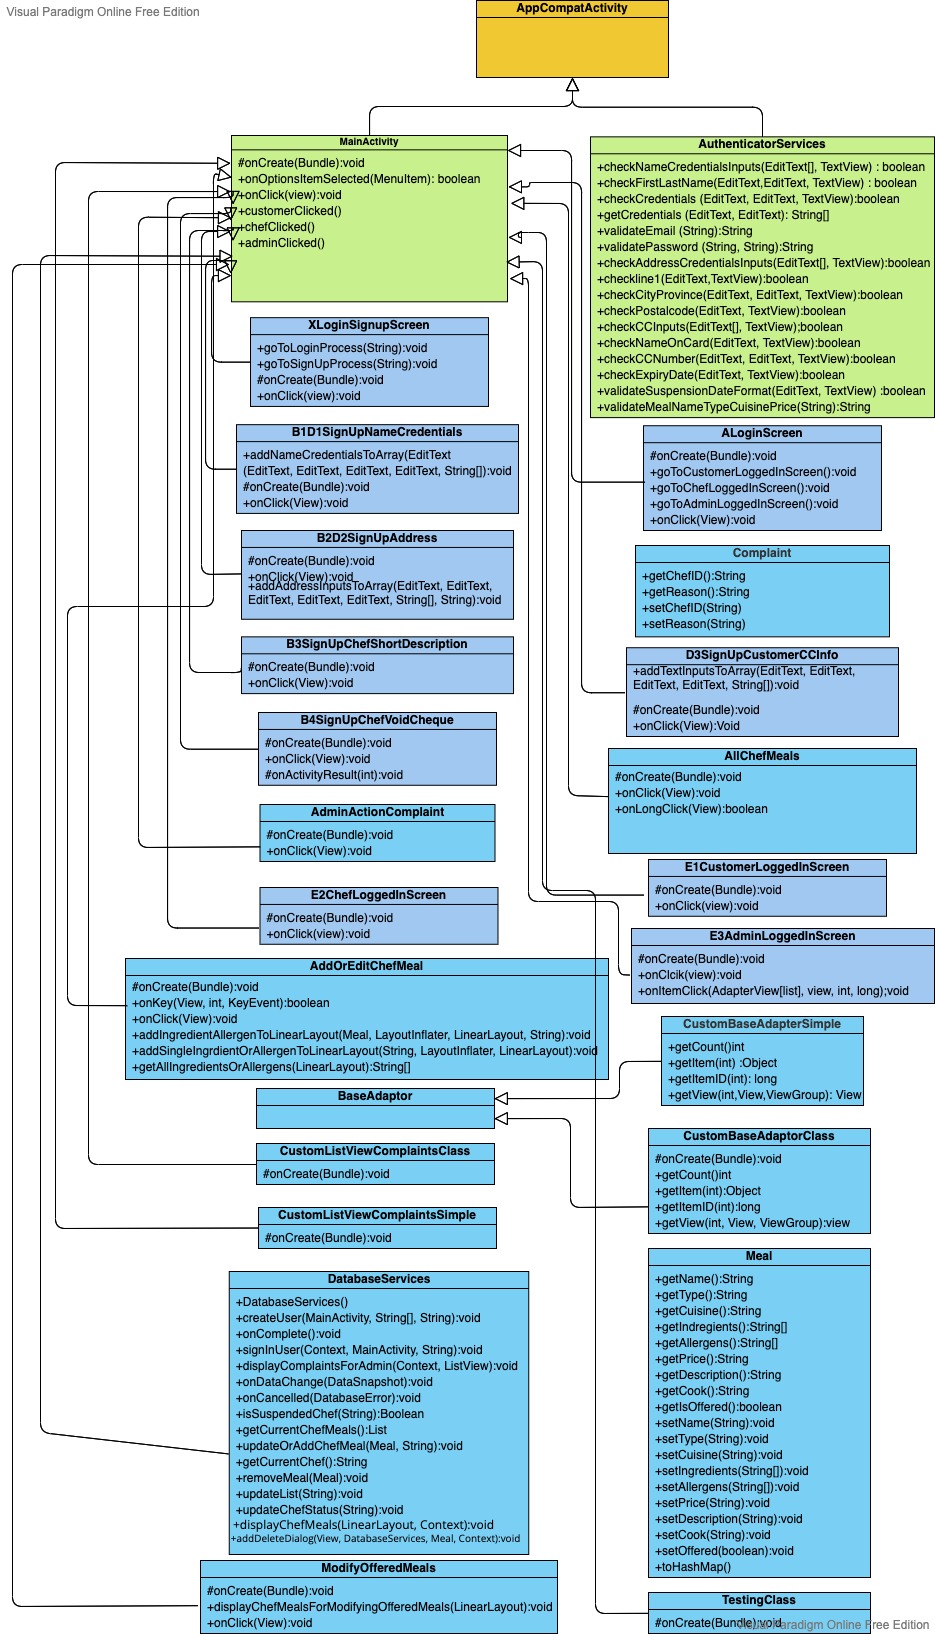 Visual Paradigm Online Free Edition
AppCompatActivity
MainActivity
#onCreate(Bundle):void
+onOptionsItemSelected(MenuItem): boolean
+onClick(view):void
+customerClicked()
+chefClicked()
+adminClicked()
AuthenticatorServices
+checkNameCredentialsInputs(EditText[], TextView) : boolean
+checkFirstLastName(EditText,EditText, TextView) : boolean
+checkCredentials (EditText, EditText, TextView):boolean
+getCredentials (EditText, EditText): String[]
+validateEmail (String):String
+validatePassword (String, String):String
+checkAddressCredentialsInputs(EditText[], TextView):boolean
+checkline1(EditText,TextView):boolean
+checkCityProvince(EditText, EditText, TextView):boolean
+checkPostalcode(EditText, TextView):boolean
+checkCCInputs(EditText[], TextView);boolean
+checkNameOnCard(EditText, TextView):boolean
+checkCCNumber(EditText, EditText, TextView):boolean
+checkExpiryDate(EditText, TextView):boolean
+validateSuspensionDateFormat(EditText, TextView) :boolean
+validateMealNameTypeCuisinePrice(String):String
XLoginSignupScreen
+goToLoginProcess(String):void
+goToSignUpProcess(String):void
#onCreate(Bundle):void
+onClick(view):void
B1D1SignUpNameCredentials
+addNameCredentialsToArray(EditText
(EditText, EditText, EditText, EditText, String[]):void
#onCreate(Bundle):void
+onClick(View):void
ALoginScreen
#onCreate(Bundle):void
+goToCustomerLoggedInScreen():void
+goToChefLoggedInScreen():void
+goToAdminLoggedInScreen():void
+onClick(View):void
B2D2SignUpAddress
#onCreate(Bundle):void
+onClick(View):void
+addAddressInputsToArray(EditText, EditText,
EditText, EditText, EditText, String[], String):void
Complaint
+getChefID():String
+getReason():String
+setChefID(String)
+setReason(String)
B3SignUpChefShortDescription
#onCreate(Bundle):void
+onClick(View):void
D3SignUpCustomerCCInfo
+addTextInputsToArray(EditText, EditText,
EditText, EditText, String[]):void
#onCreate(Bundle):void
+onClick(View):Void
B4SignUpChefVoidCheque
#onCreate(Bundle):void
+onClick(View):void
#onActivityResult(int):void
AllChefMeals
#onCreate(Bundle):void
+onClick(View):void
+onLongClick(View):boolean
AdminActionComplaint
#onCreate(Bundle):void
+onClick(View):void
E1CustomerLoggedInScreen
#onCreate(Bundle):void
+onClick(view):void
E2ChefLoggedInScreen
#onCreate(Bundle):void
+onClick(view):void
E3AdminLoggedInScreen
#onCreate(Bundle):void
+onClcik(view):void
+onItemClick(AdapterView[list], view, int, long);void
AddOrEditChefMeal
#onCreate(Bundle):void
+onKey(View, int, KeyEvent):boolean
+onClick(View):void
+addIngredientAllergenToLinearLayout(Meal, LayoutInflater, LinearLayout, String):void
+addSingleIngrdientOrAllergenToLinearLayout(String, LayoutInflater, LinearLayout):void
+getAllIngredientsOrAllergens(LinearLayout):String[]
CustomBaseAdapterSimple
+getCount()int
+getItem(int) :Object
+getItemID(int): long
+getView(int,View,ViewGroup): View
BaseAdaptor
CustomBaseAdaptorClass
#onCreate(Bundle):void
+getCount()int
+getItem(int):Object
+getItemID(int):long
+getView(int, View, ViewGroup):view
CustomListViewComplaintsClass
#onCreate(Bundle):void
CustomListViewComplaintsSimple
#onCreate(Bundle):void
Meal
+getName():String
+getType():String
+getCuisine():String
+getIndregients():String[]
+getAllergens():String[]
+getPrice():String
+getDescription():String
+getCook():String
+getIsOffered():boolean
+setName(String):void
+setType(String):void
+setCuisine(String):void
+setIngredients(String[]):void
+setAllergens(String[]):void
+setPrice(String):void
+setDescription(String):void
+setCook(String):void
+setOffered(boolean):void
+toHashMap()
DatabaseServices
+DatabaseServices()
+createUser(MainActivity, String[], String):void
+onComplete():void
+signInUser(Context, MainActivity, String):void
+displayComplaintsForAdmin(Context, ListView):void
+onDataChange(DataSnapshot):void
+onCancelled(DatabaseError):void
+isSuspendedChef(String):Boolean
+getCurrentChefMeals():List
+updateOrAddChefMeal(Meal, String):void
+getCurrentChef():String
+removeMeal(Meal):void
+updateList(String):void
+updateChefStatus(String):void
+displayChefMeals(LinearLayout, Context):void
+addDeleteDialog(View, DatabaseServices, Meal, Context):void
ModifyOfferedMeals
#onCreate(Bundle):void
+displayChefMealsForModifyingOfferedMeals(LinearLayout):void
+onClick(View):void
TestingClass
#onCreate(Bundle):void
Visual Paradigm Online Free Edition